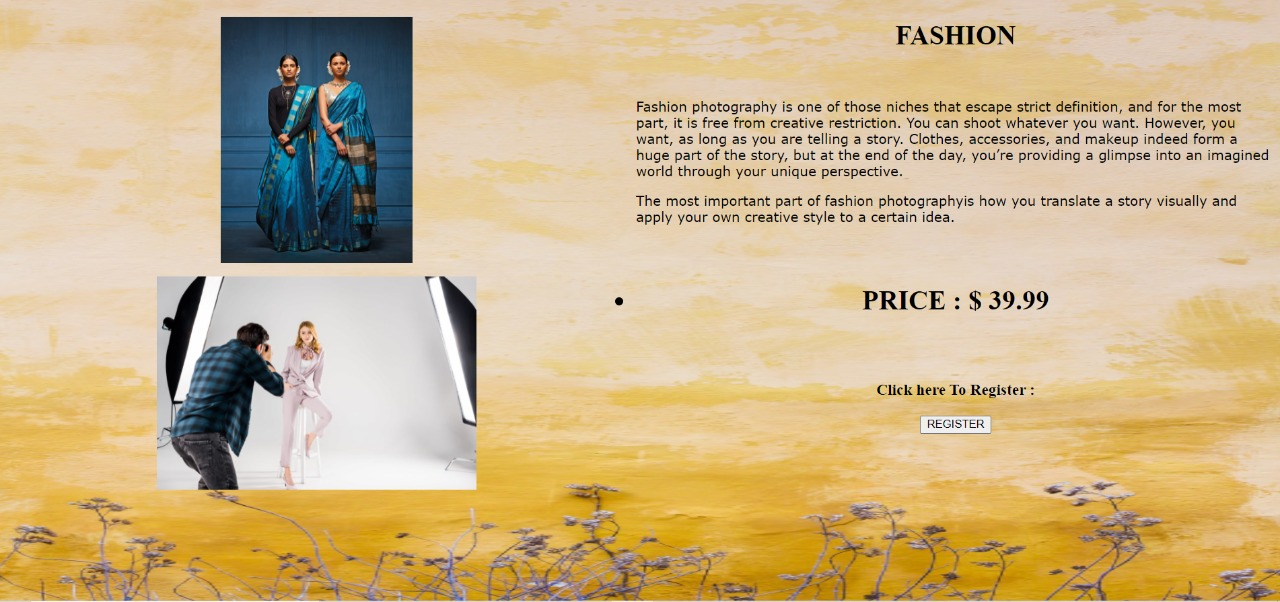 FASHION
Fashion photography is one of those niches that escape strict definition, and for the most
part, it is free from creative restriction. You can shoot whatever you want. However, you
want, as long as you are telling a story. Clothes, accessories, and makeup indeed form a
huge part of the story, but at the end of the day, you’re providing a glimpse into an imagined
world through your unique perspective.
The most important part of fashion photographyis how you translate a story visually and
apply your own creative style to a certain idea.
PRICE : $ 39.99
Click here To Register :
REGISTER